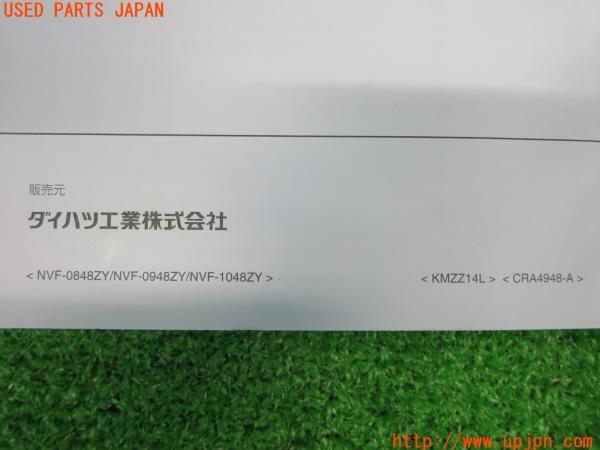 USED PARTS JAPAN
販売元
ダイハツ工業株式会社
< NVF-0848ZY/NVF-0948ZY/NVF-1048ZY > < KMZZ14L > < CRA4948-A >
http://www.upjpn.com/